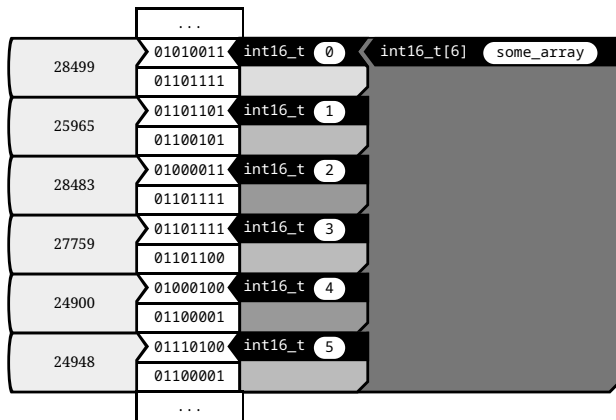 ...
01010011 int16_t 0 int16_t[6] some_array
28499
01101111
01101101 int16_t 1
25965
01100101
01000011 int16_t 2
28483
01101111
01101111 int16_t 3
27759
01101100
01000100 int16_t 4
24900
01100001
01110100 int16_t 5
24948
01100001
...